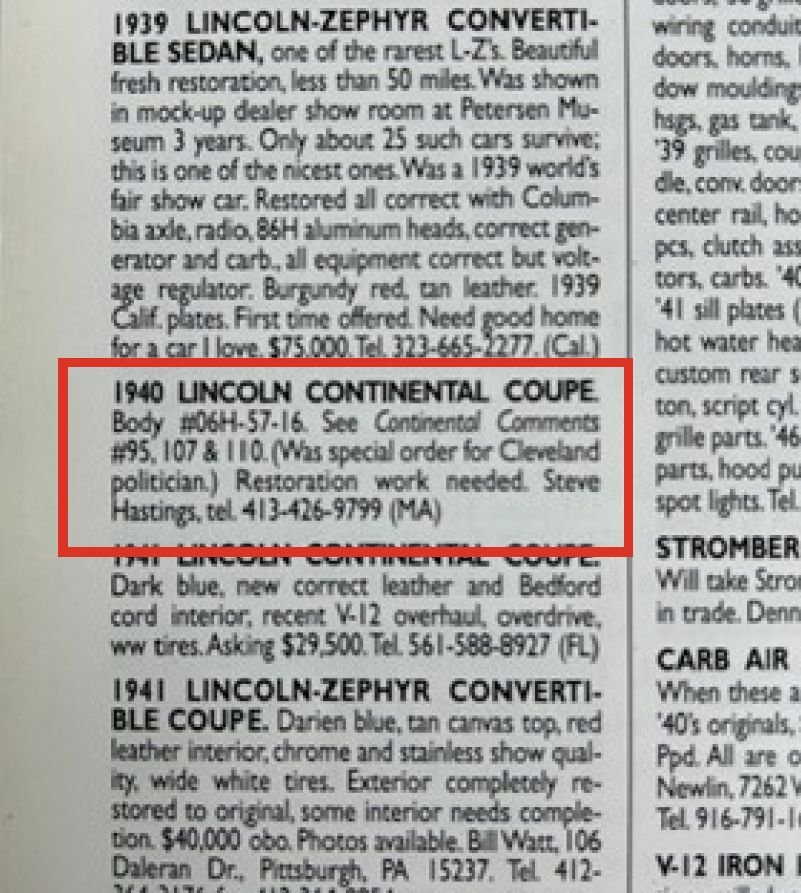 1939 LINCOLN-ZEPHYR CONVERTI-
BLE SEDAN, one of the rarest L-Z's. Beautiful
fresh restoration, less than 50 miles. Was shown
in mock-up dealer show room at Petersen Mu-
seum 3 years. Only about 25 such cars survive;
this is one of the nicest ones. Was a 1939 world's
fair show car. Restored all correct with Colum-
bia axle, radio, 86H aluminum heads, correct gen-
erator and carb., all equipment correct but volt-
age regulator. Burgundy red, tan leather. 1939
Calif. plates. First time offered. Need good home
for a car I love. $75,000. Tel. 323-665-2277. (Cal.)
1940 LINCOLN CONTINENTAL COUPE.
Body #06H-57-16. See Continental Comments
#95, 107 & 110. (Was special order for Cleveland
politician.) Restoration work needed. Steve
Hastings, tel. 413-426-9799 (MA)
1941 LINCOLN CONTINENTAL COUPE.
Dark blue, new correct leather and Bedford
cord interior, recent V-12 overhaul, overdrive,
ww tires. Asking $29,500. Tel. 561-588-8927 (FL)
1941 LINCOLN-ZEPHYR CONVERTI-
BLE COUPE. Darien blue, tan canvas top, red
leather interior, chrome and stainless show qual-
ity, wide white tires. Exterior completely re-
stored to original, some interior needs comple-
tion. $40,000 obo. Photos available. Bill Watt, 106
Daleran Dr., Pittsburgh, PA 15237. Tel. 412-
wiring conduit
doors, horns,
dow mouldings
hsgs, gas tank,
'39 grilles, cou
dle, conv. doors
center rail, ho
pcs, clutch ass
tors, carbs. '40
'41 sill plates (
hot water hea
custom rear s
ton, script cyl.
grille parts. '46
parts, hood pu
spot lights. Tel.
STROMBER
Will take Stro
in trade. Denn
CARB AIR
When these a
'40's originals,
Ppd. All are o
Newlin, 7262 W
Tel. 916-791-1
V-12 IRON